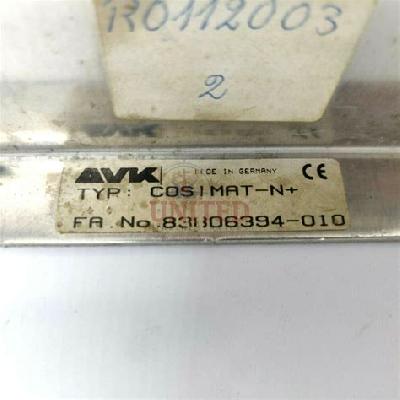 R0112003
2
AVK MADE IN GERMANY CE
TYP: COSIMAT-N+
FA.No.83806394-010
UNITED